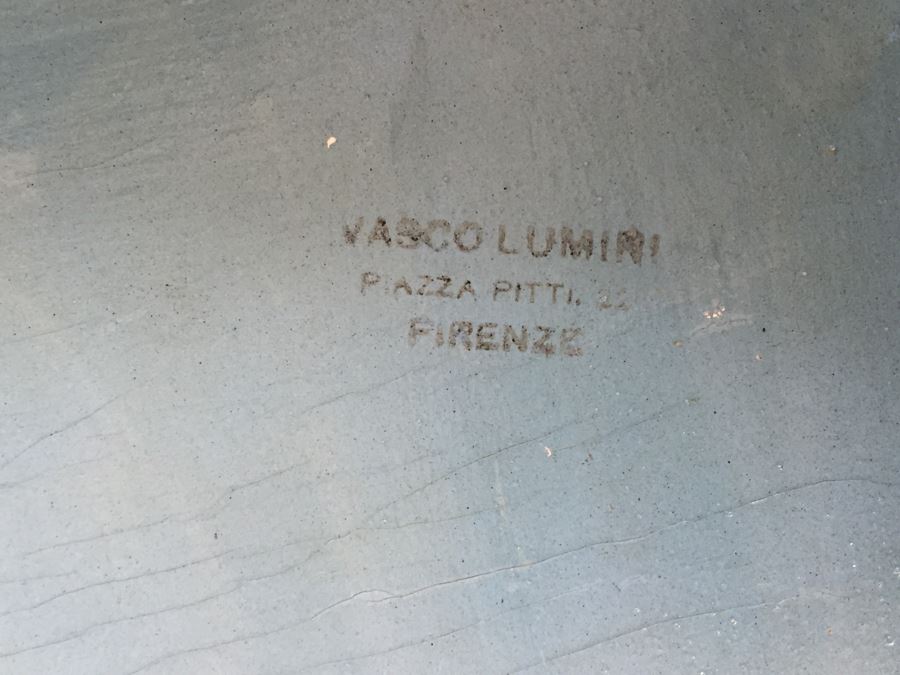 VASCO LUMINI
PIAZZA PITTI, 22
FIRENZE